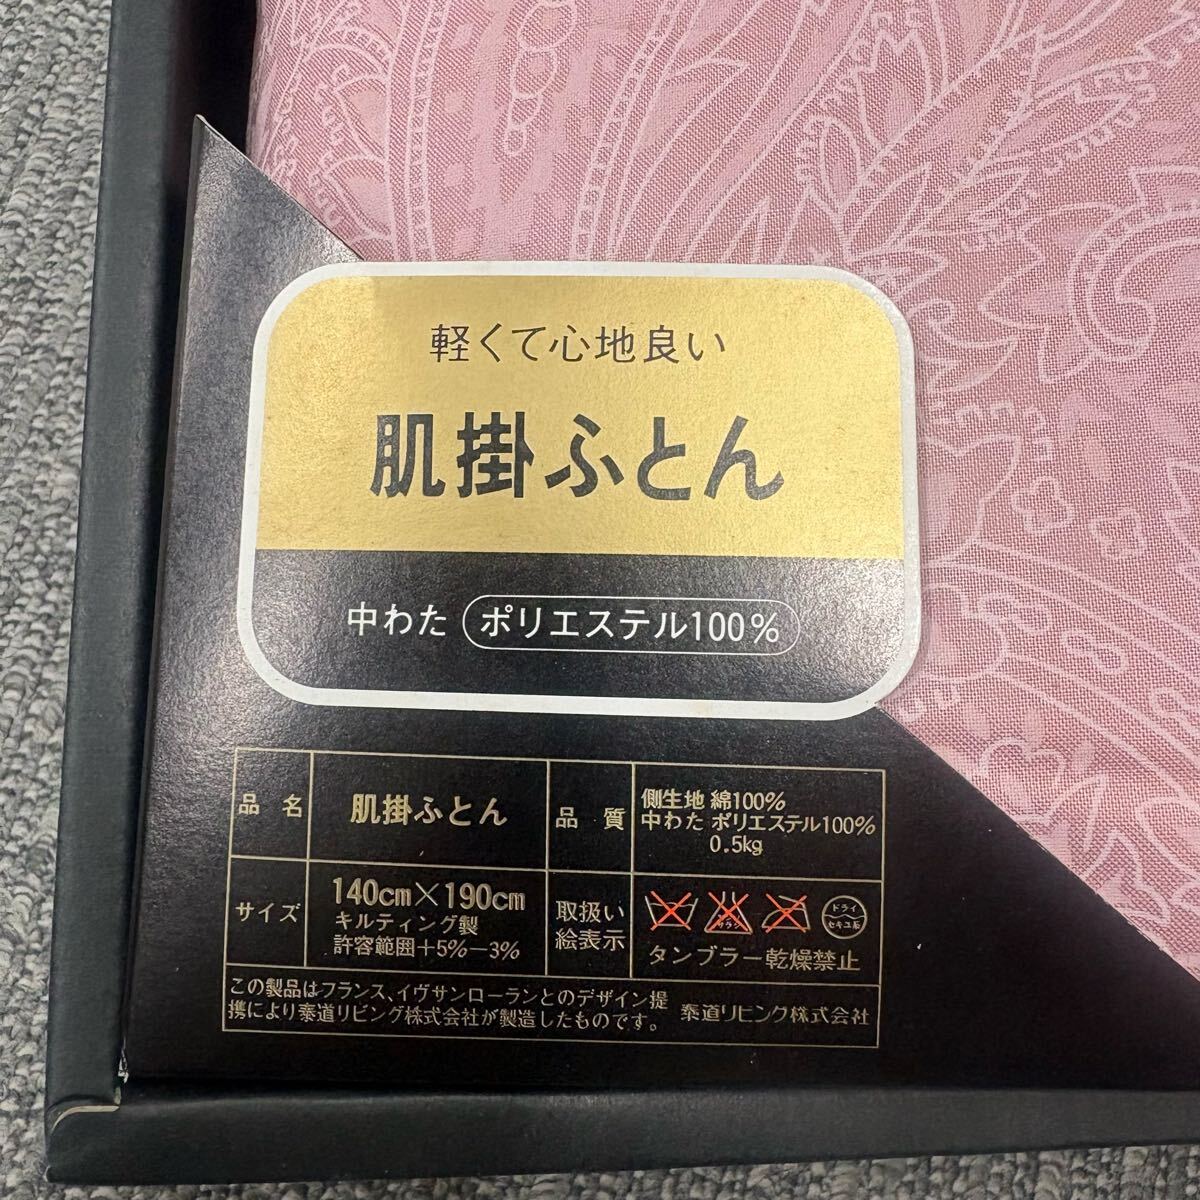 軽くて心地良い
肌掛ふとん
中わた ポリエステル100%
品名 肌掛ふとん
品質 側生地 綿100%
中わた ポリエステル100%
0.5kg
サイズ 140cm×190cm
キルティング製
許容範囲+5%−3%
取扱い
絵表示
サラシ
ドライ
セキユ系
タンブラー乾燥禁止
この製品はフランス、イヴサンローランとのデザイン提
携により泰道リビング株式会社が製造したものです。
泰道リビング株式会社